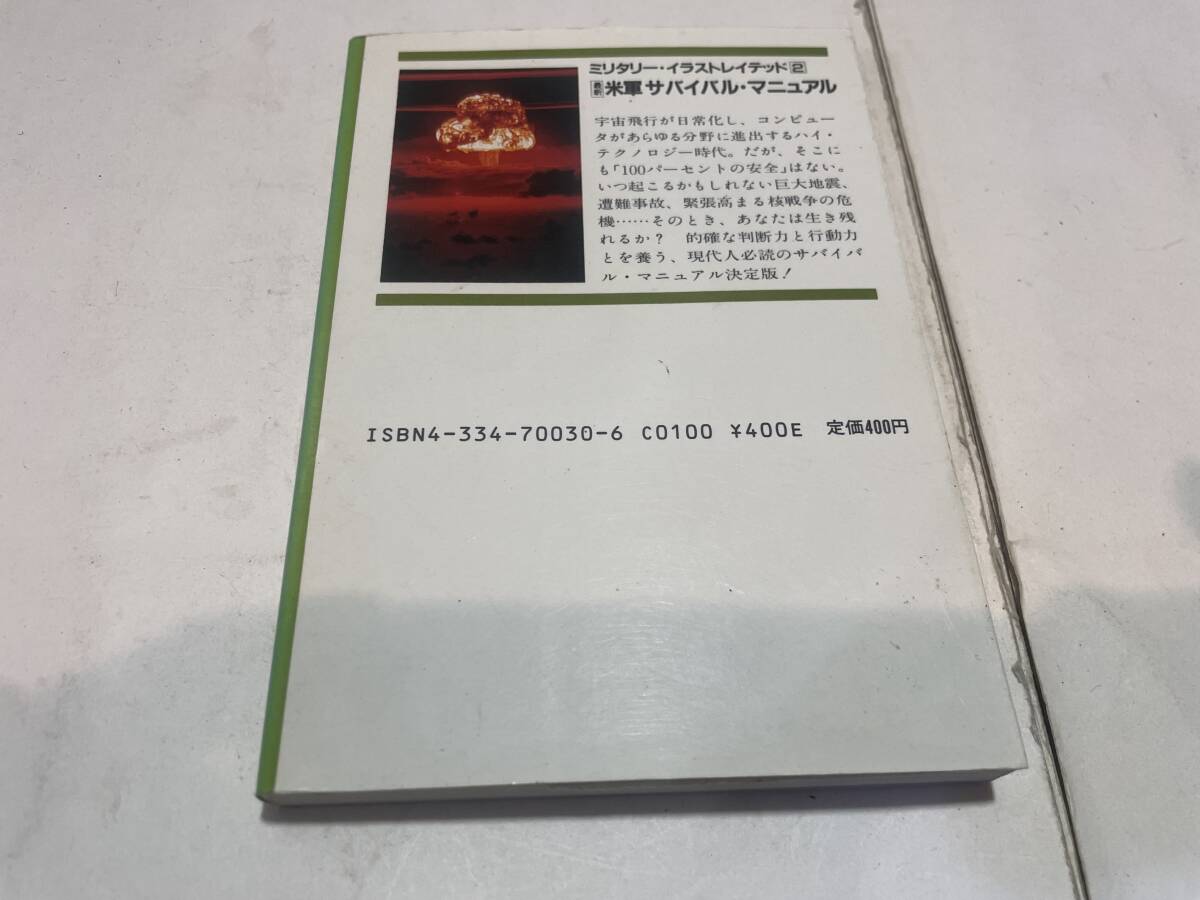 ミリタリー・イラストレイテッド2
最新 米軍サバイバル・マニュアル
宇宙飛行が日常化し、コンピュー
タがあらゆる分野に進出するハイ・
テクノロジー時代。だが、そこに
も「100パーセントの安全」はない。
いつ起こるかもしれない巨大地震、
遭難事故、緊張高まる核戦争の危
機……そのとき、あなたは生き残
れるか? 的確な判断力と行動力
とを養う、現代人必読のサバイバ
ル・マニュアル決定版!
ISBN4-334-70030-6 C0100 ¥400E 定価400円